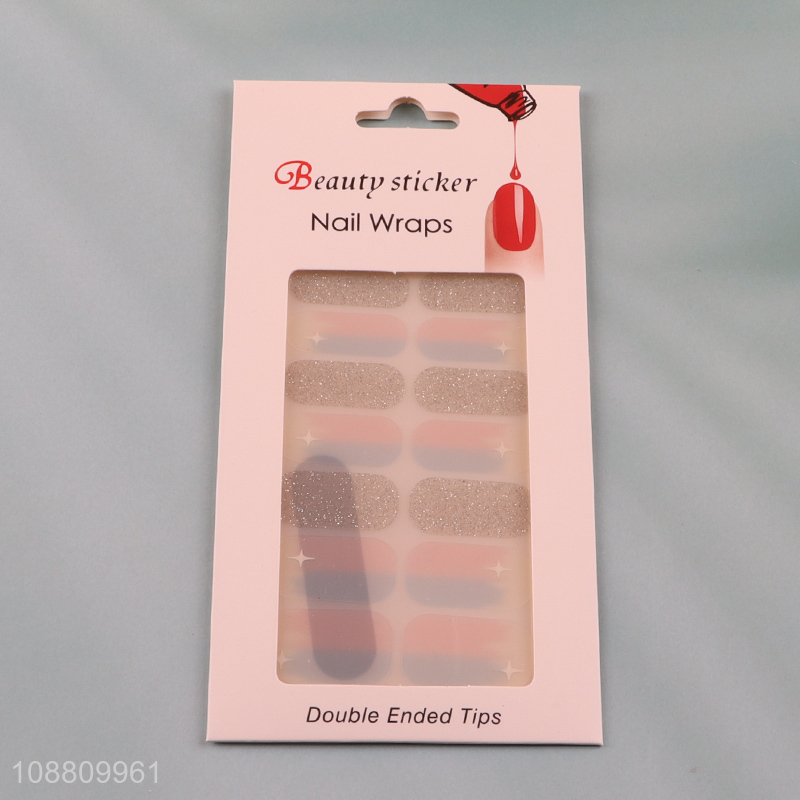 Beauty sticker
Nail Wraps
Double Ended Tips
108809961